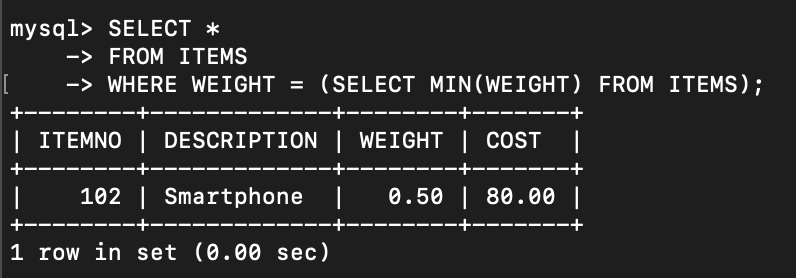 mysql> SELECT *
    -> FROM ITEMS
[    -> WHERE WEIGHT = (SELECT MIN(WEIGHT) FROM ITEMS);
+--------+-------------+--------+-------+
| ITEMNO | DESCRIPTION | WEIGHT | COST  |
+--------+-------------+--------+-------+
|    102 | Smartphone  |   0.50 | 80.00 |
+--------+-------------+--------+-------+
1 row in set (0.00 sec)